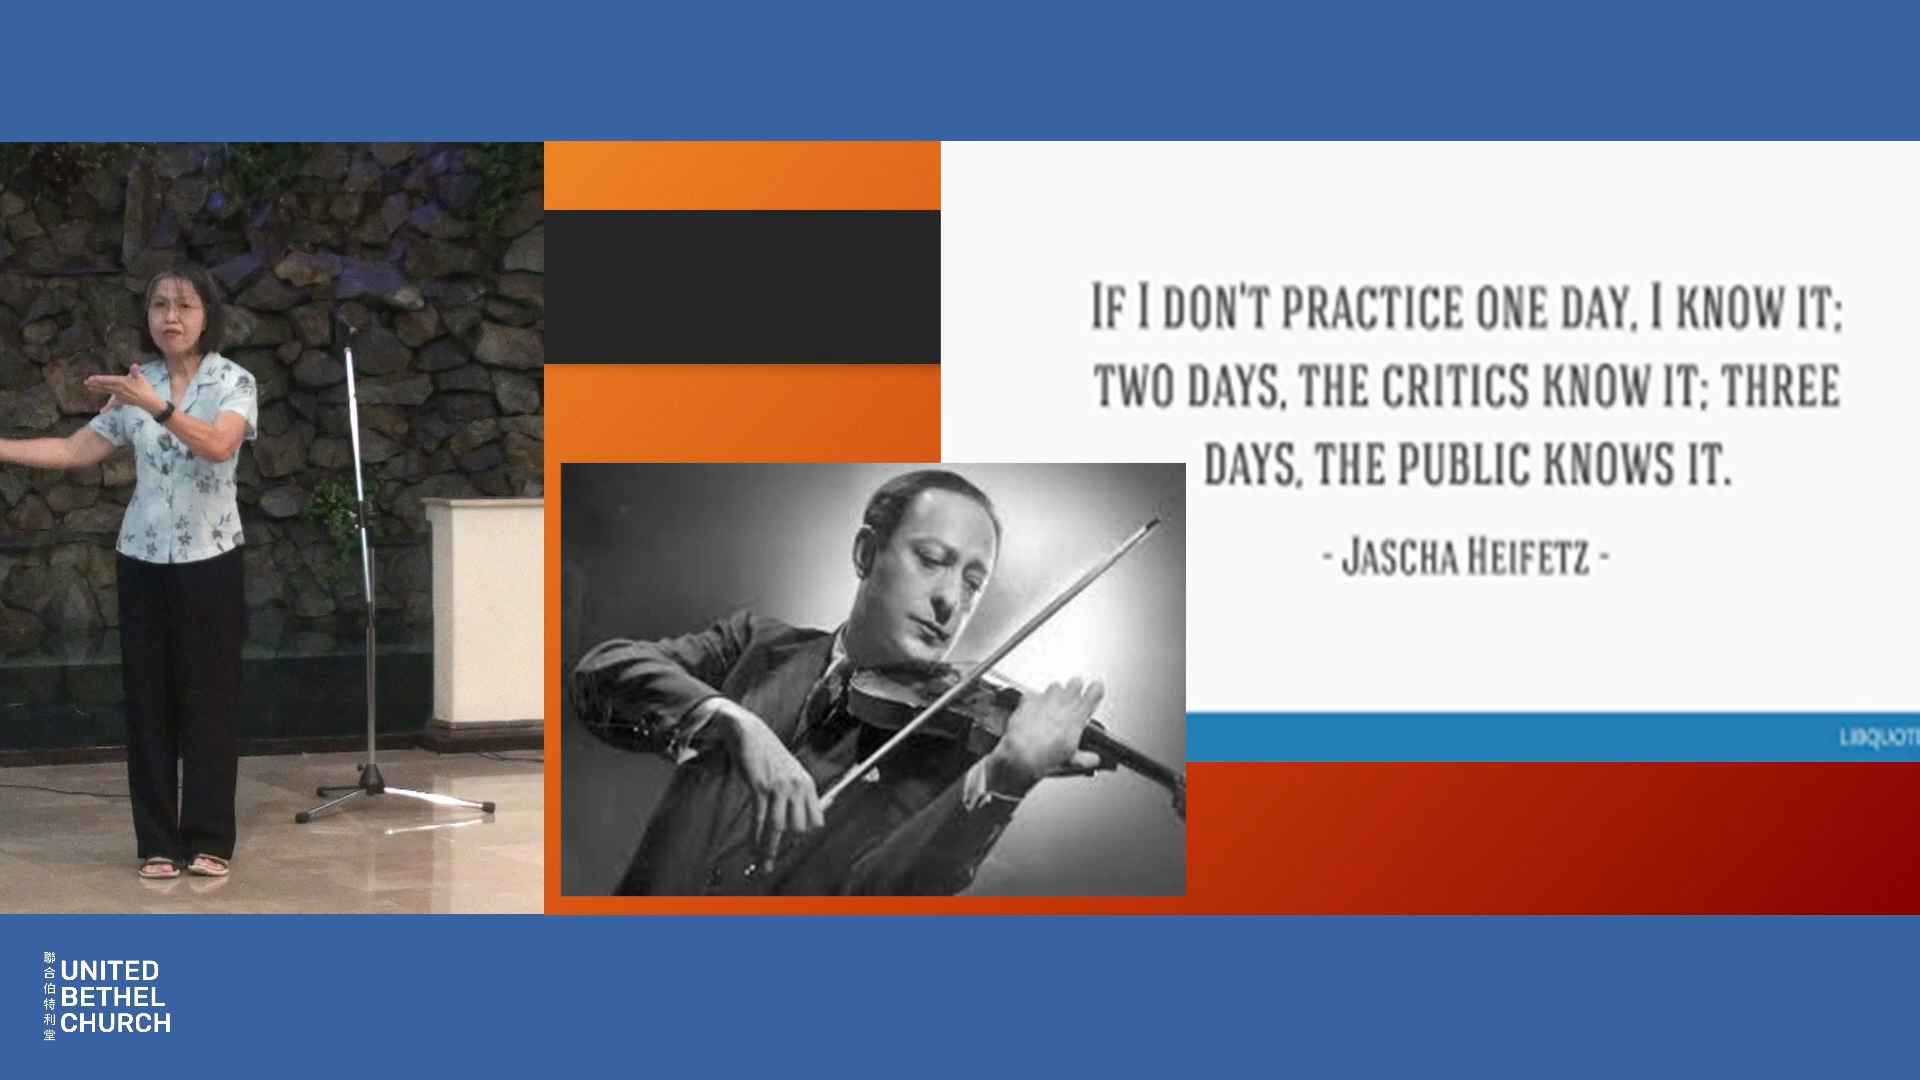 IF I DON'T PRACTICE ONE DAY, I KNOW IT;
TWO DAYS, THE CRITICS KNOW IT; THREE
DAYS, THE PUBLIC KNOWS IT.
- JASCHA HEIFETZ -
LIBQUOTE
聯合伯特利堂
UNITED
BETHEL
CHURCH